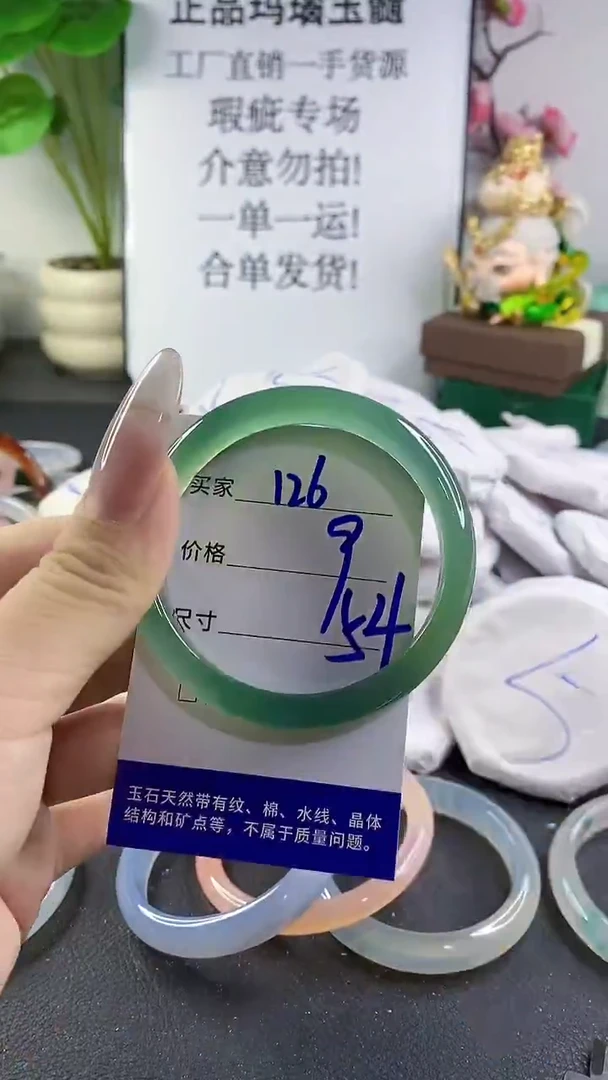 正品玛瑙玉髓
工厂直销一手货源
瑕疵专场
介意勿拍!
一单一运!
合单发货!
买家 126
价格 9
尺寸 54
玉石天然带有纹、棉、水线、晶体
结构和矿点等，不属于质量问题。